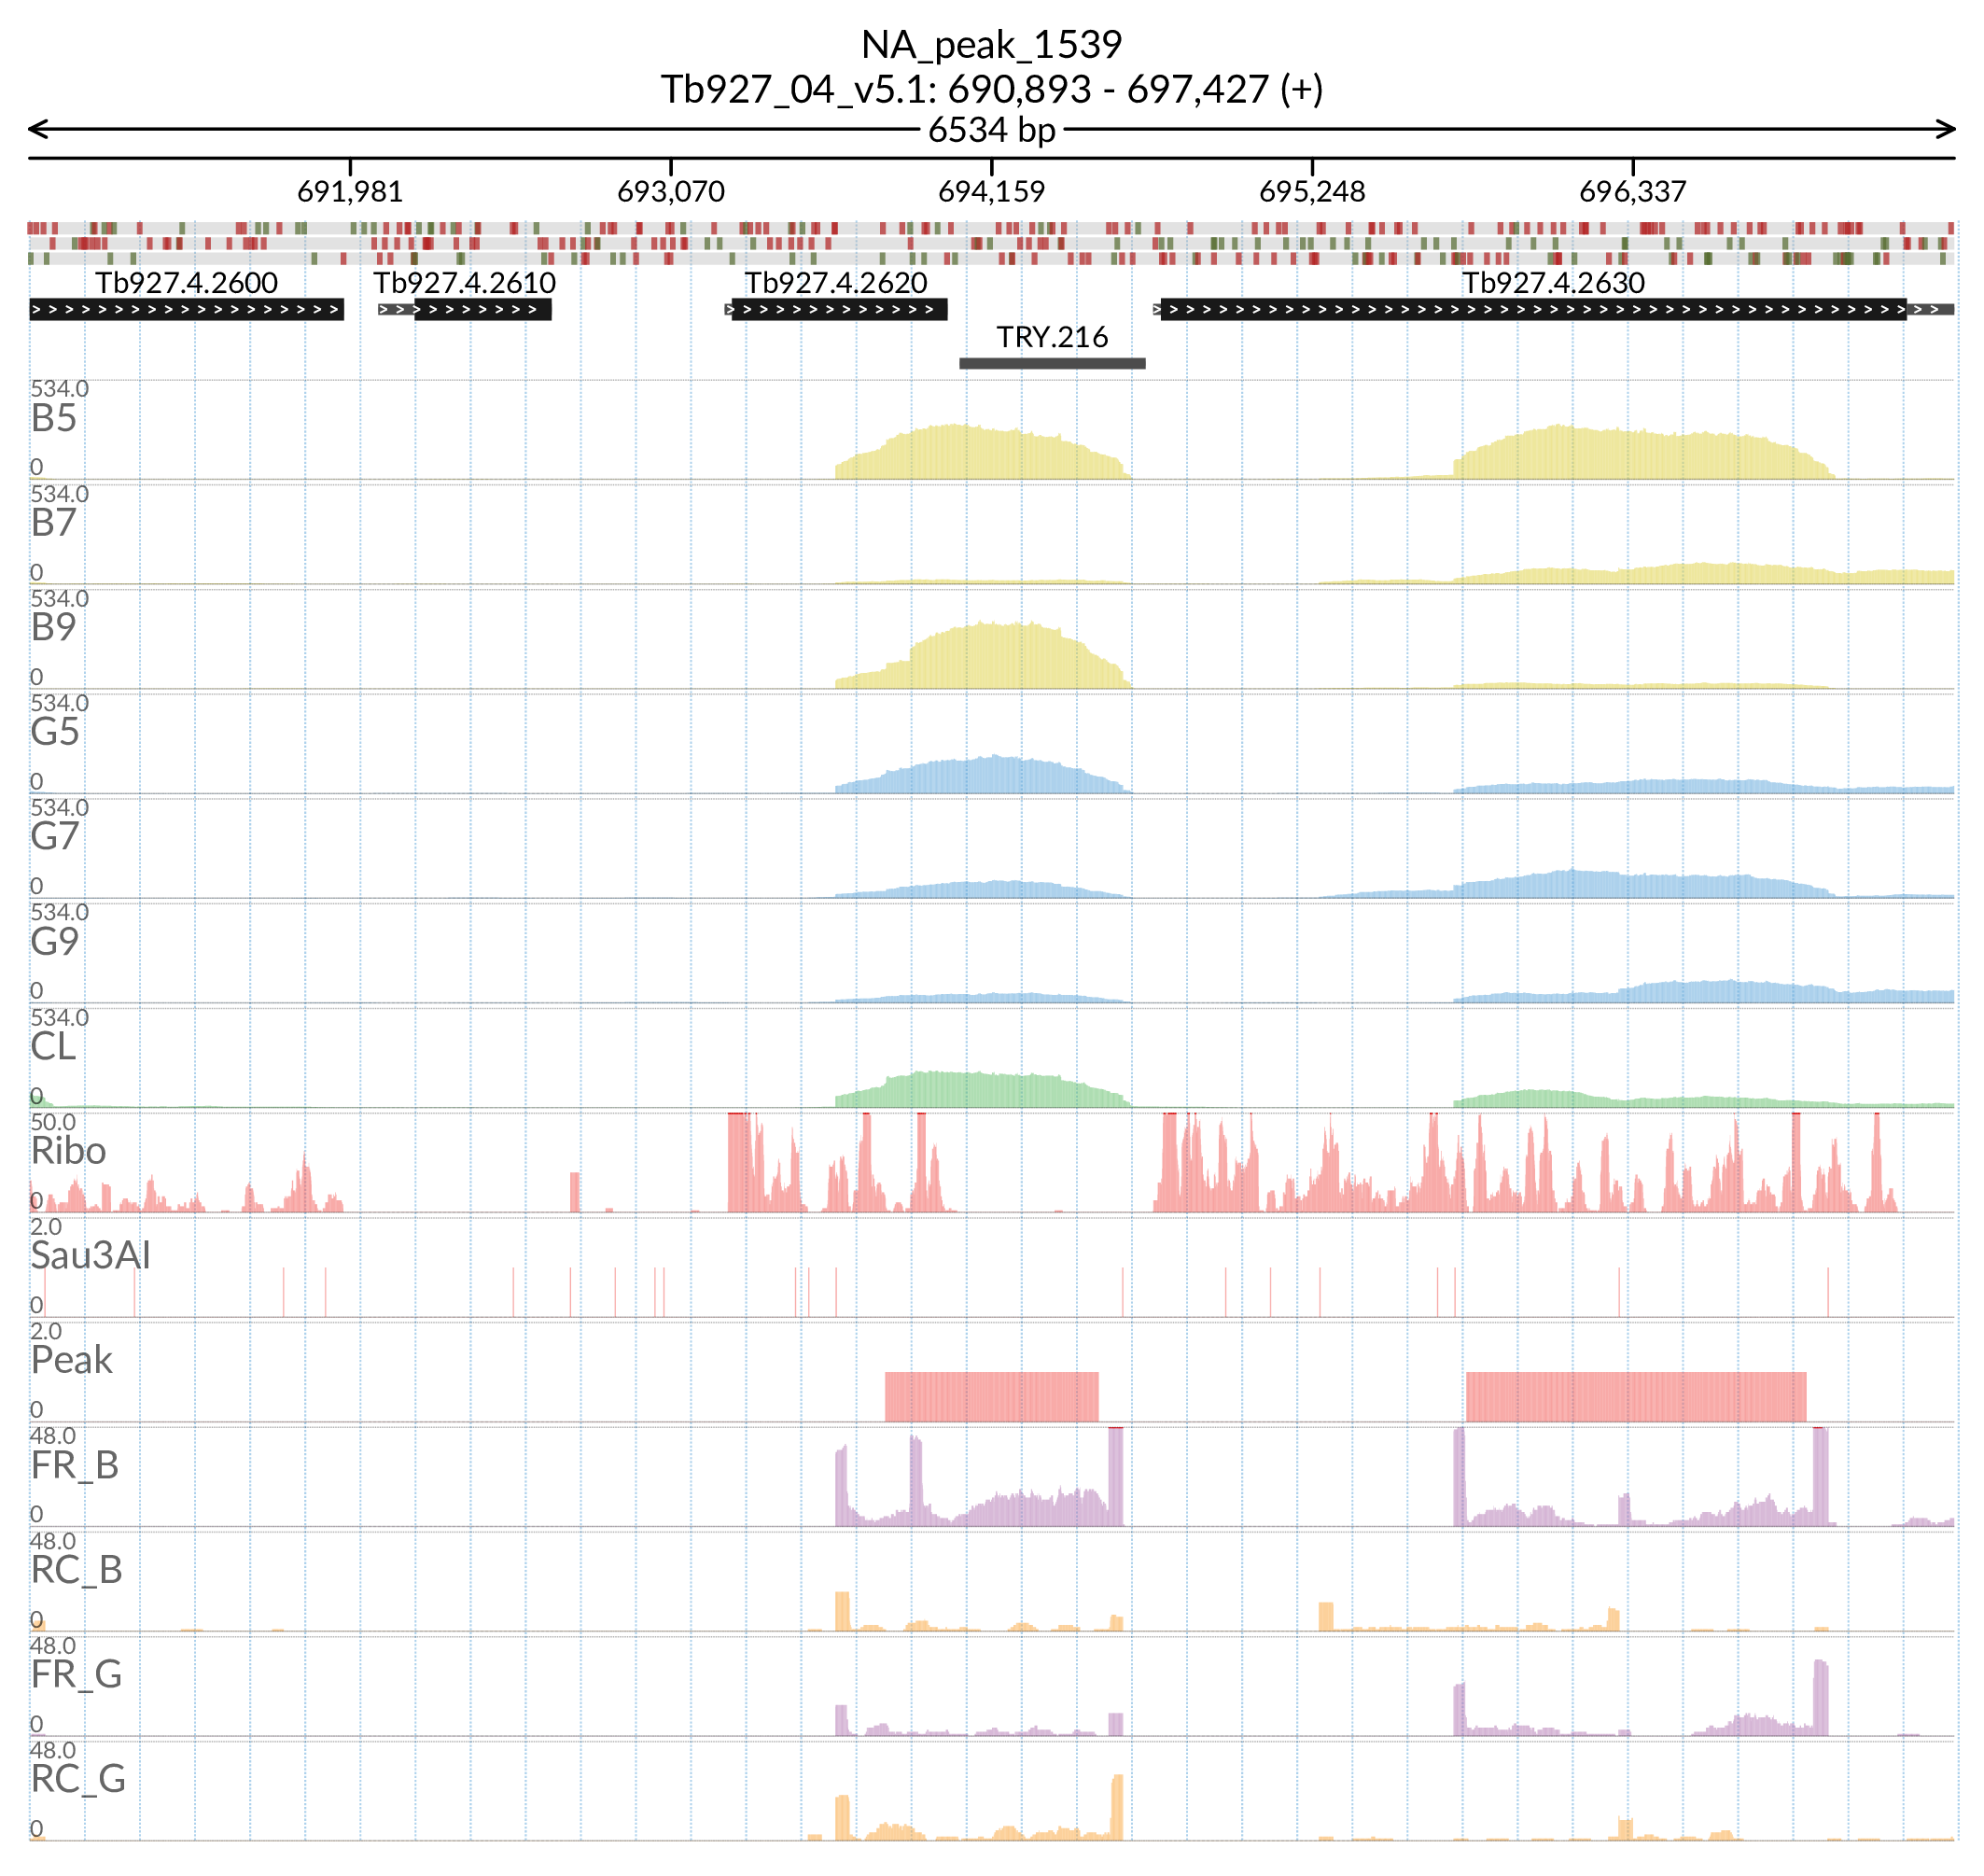 NA_peak_1539
Tb927_04_v5.1: 690,893 - 697,427 (+)
6534 bp
691,981 693,070 694,159 695,248 696,337
Tb927.4.2600 Tb927.4.2610 Tb927.4.2620 Tb927.4.2630
TRY.216
534.0
B5
0
534.0
B7
0
534.0
B9
0
534.0
G5
0
534.0
G7
0
534.0
G9
0
534.0
CL
0
50.0
Ribo
0
2.0
Sau3AI
0
2.0
Peak
0
48.0
FR_B
0
48.0
RC_B
0
48.0
FR_G
0
48.0
RC_G
0